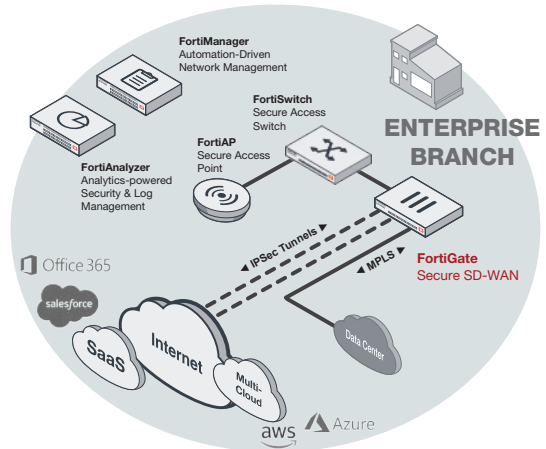 FortiManager
Automation-Driven
Network Management
FortiSwitch
Secure Access
Switch
ENTERPRISE
BRANCH
FortiAP
Secure Access
Point
FortiAnalyzer
Analytics-powered
Security & Log
Management
◄ IPSec Tunnels ►
◄ MPLS ►
FortiGate
Secure SD-WAN
Office 365
salesforce
SaaS
Internet
Multi-
Cloud
Data Center
aws
Azure